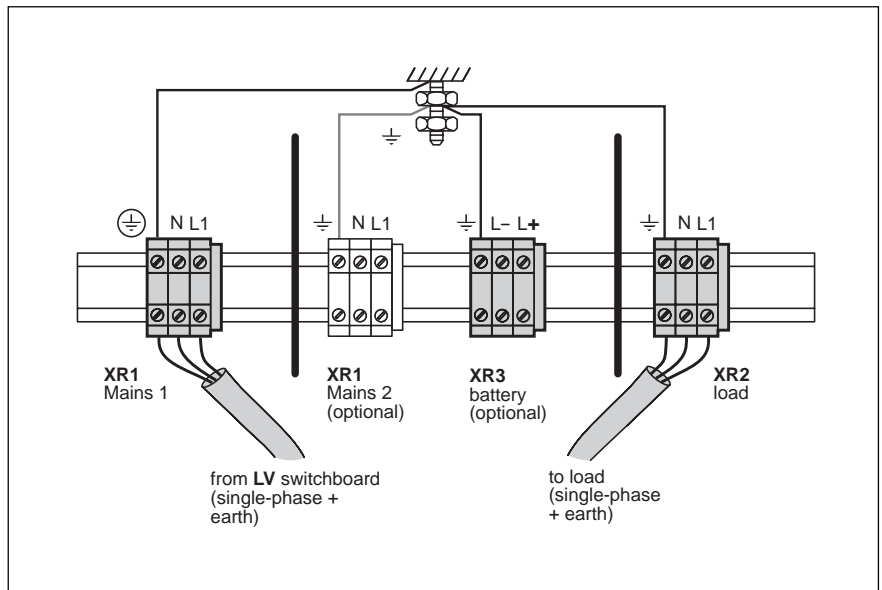 N L1
N L1
L– L+
N L1
XR1
Mains 1
XR1
Mains 2
(optional)
XR3
battery
(optional)
XR2
load
from LV switchboard
(single-phase +
earth)
to load
(single-phase
+ earth)